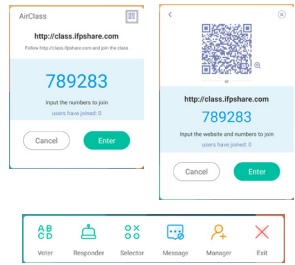 AirClass
http://class.ifpshare.com
Follow http://class.ifpshare.com and join the class
789283
Input the numbers to join
users have joined: 0
Cancel
Enter
or
http://class.ifpshare.com
789283
Input the website and numbers to join
users have joined: 0
Cancel
Enter
A B
C D
Voter
Responder
Selector
Message
Manager
Exit